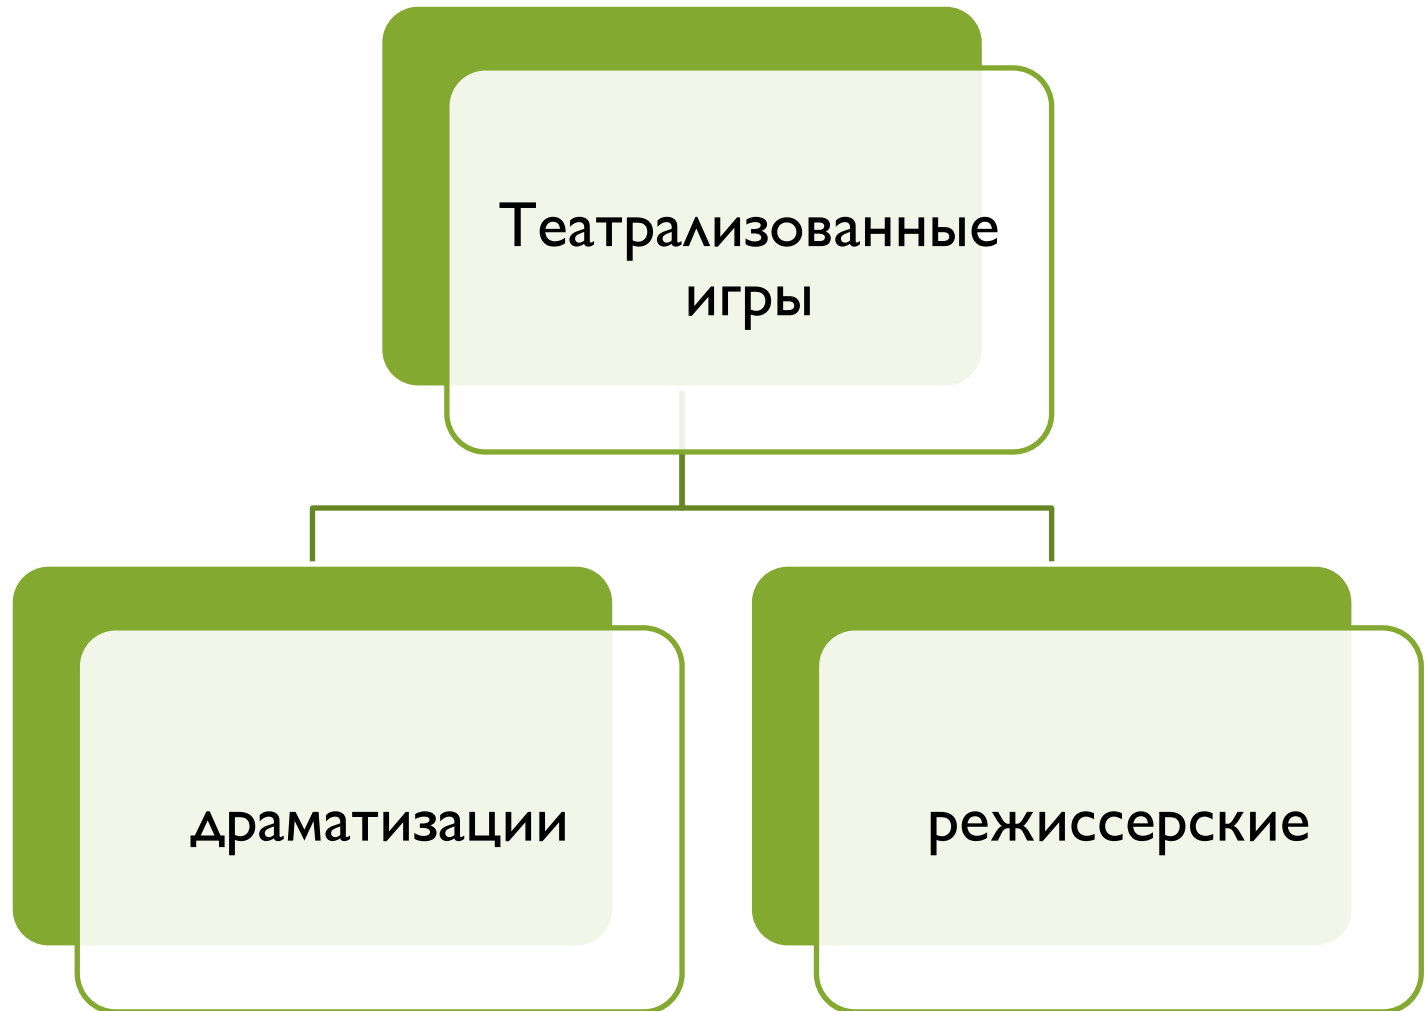 Театрализованные
игры
драматизации
режиссерские